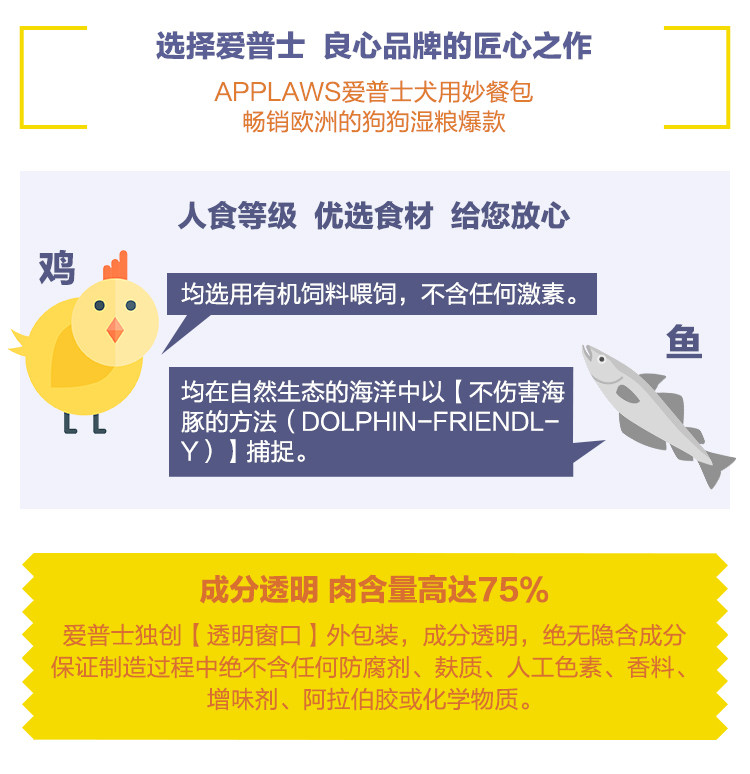 选择爱普士 良心品牌的匠心之作
APPLAWS爱普士犬用妙餐包
畅销欧洲的狗狗湿粮爆款
人食等级 优选食材 给您放心
鸡
均选用有机饲料喂饲，不含任何激素。
鱼
均在自然生态的海洋中以【不伤害海
豚的方法（DOLPHIN-FRIENDL-
Y）】捕捉。
成分透明 肉含量高达75%
爱普士独创【透明窗口】外包装，成分透明，绝无隐含成分
保证制造过程中绝不含任何防腐剂、麸质、人工色素、香料、
增味剂、阿拉伯胶或化学物质。